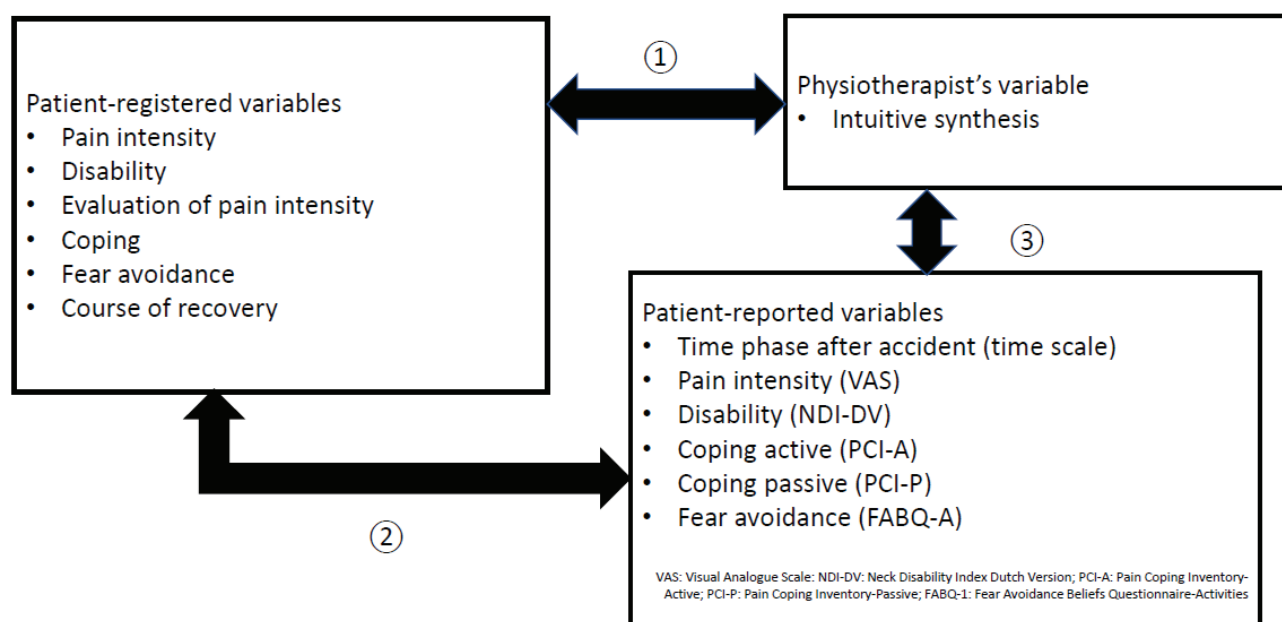 Patient-registered variables
• Pain intensity
• Disability
• Evaluation of pain intensity
• Coping
• Fear avoidance
• Course of recovery
①
Physiotherapist’s variable
• Intuitive synthesis
③
②
Patient-reported variables
• Time phase after accident (time scale)
• Pain intensity (VAS)
• Disability (NDI-DV)
• Coping active (PCI-A)
• Coping passive (PCI-P)
• Fear avoidance (FABQ-A)
VAS: Visual Analogue Scale: NDI-DV: Neck Disability Index Dutch Version; PCI-A: Pain Coping Inventory-
Active; PCI-P: Pain Coping Inventory-Passive; FABQ-1: Fear Avoidance Beliefs Questionnaire-Activities